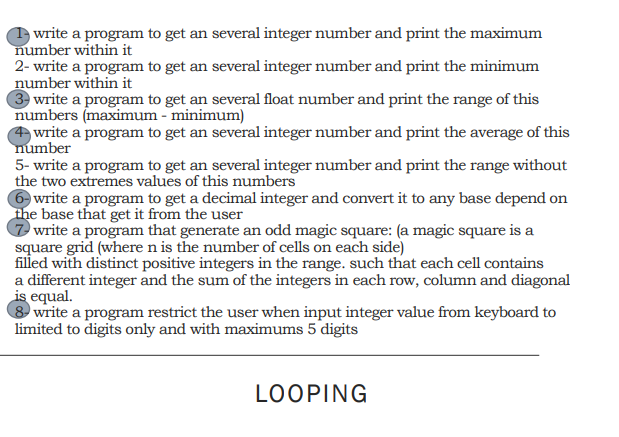 1- write a program to get an several integer number and print the maximum
number within it
2- write a program to get an several integer number and print the minimum
number within it
3- write a program to get an several float number and print the range of this
numbers (maximum - minimum)
4- write a program to get an several integer number and print the average of this
number
5- write a program to get an several integer number and print the range without
the two extremes values of this numbers
6- write a program to get a decimal integer and convert it to any base depend on
the base that get it from the user
7- write a program that generate an odd magic square: (a magic square is a
square grid (where n is the number of cells on each side)
filled with distinct positive integers in the range. such that each cell contains
a different integer and the sum of the integers in each row, column and diagonal
is equal.
8- write a program restrict the user when input integer value from keyboard to
limited to digits only and with maximums 5 digits
LOOPING